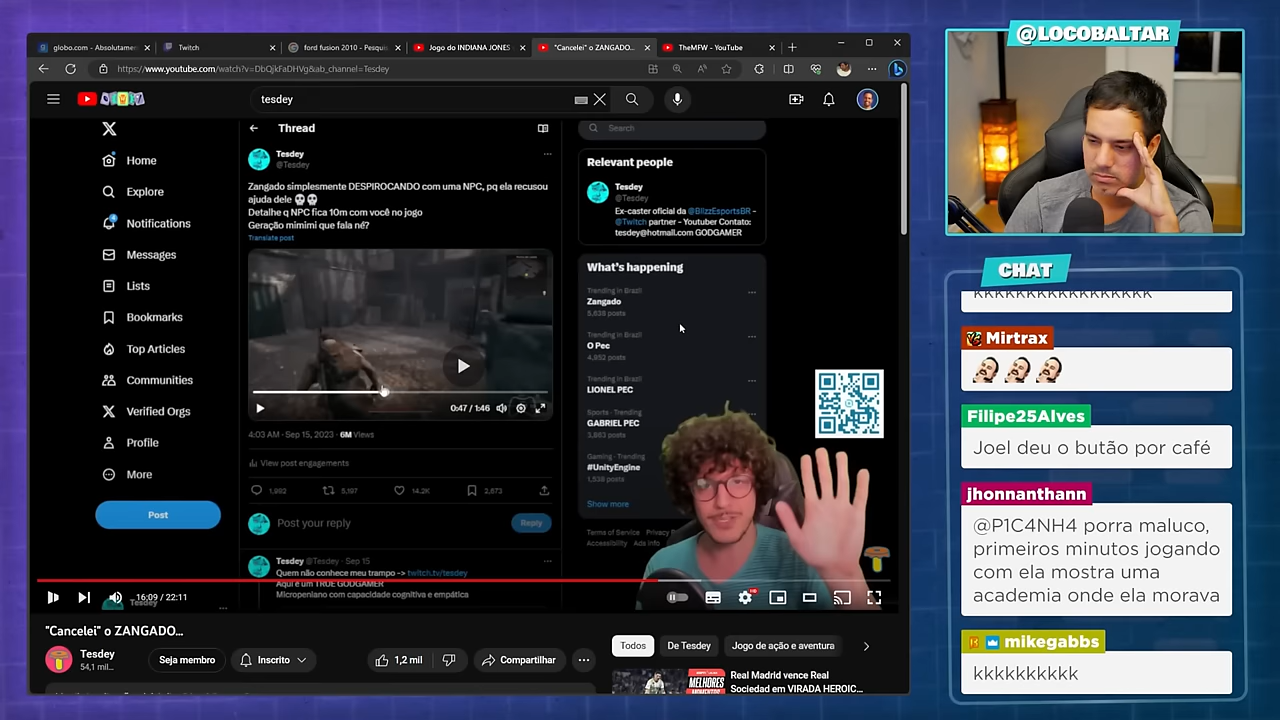 globo.com - Absolutamen
Twitch
ford fusion 2010 - Pesqui
Jogo do INDIANA JONES
"Cancelei" o ZANGADO...
TheMFW - YouTube
https://www.youtube.com/watch?v=DbQjkFaDHVg&ab_channel=Tesdey
tesdey
Home
Explore
Notifications
Messages
Lists
Bookmarks
Top Articles
Communities
Verified Orgs
Profile
More
Post
Thread
Tesdey
@Tesdey
Zangado simplesmente DESPIROCANDO com uma NPC, pq ela recusou
ajuda dele
Detalhe q NPC fica 10m com você no jogo
Geração mimimi que fala né?
Translate post
0:47 / 1:46
4:03 AM · Sep 15, 2023 · 6M Views
View post engagements
1,992
5,197
14.2K
2,673
Post your reply
Reply
Tesdey @Tesdey · Sep 15
Quem não conhece meu trampo -> twitch.tv/tesdey
Aqui é um TRUE GODGAMER
Micropeniano com capacidade cognitiva e empática
Search
Relevant people
Tesdey
@Tesdey
Ex-caster oficial da @BlizzEsportsBR -
@Twitch partner - Youtuber Contato:
tesdey@hotmail.com GODGAMER
What's happening
Trending in Brazil
Zangado
5,638 posts
Trending in Brazil
O Pec
4,952 posts
Trending in Brazil
LIONEL PEC
Sports · Trending
GABRIEL PEC
3,883 posts
Gaming · Trending
#UnityEngine
1,538 posts
Show more
Terms of Service
Privacy
Accessibility
Ads info
Tesdey
16:09 / 22:11
"Cancelei" o ZANGADO...
Tesdey
54,1 mil...
Seja membro
Inscrito
1,2 mil
Compartilhar
Todos
De Tesdey
Jogo de ação e aventura
Real Madrid vence Real
Sociedad em VIRADA HEROIC...
MELHORES
MOMENTOS
@LOCOBALTAR
CHAT
KKKKKKKKKKKKKKKKK
Mirtrax
Filipe25Alves
Joel deu o butão por café
jhonnanthann
@P1C4NH4 porra maluco,
primeiros minutos jogando
com ela mostra uma
academia onde ela morava
mikegabbs
kkkkkkkkkk